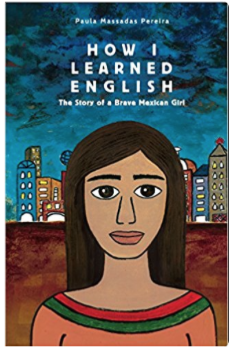 Paula Massadas Pereira
HOW I
LEARNED
ENGLISH
The Story of a Brave Mexican Girl